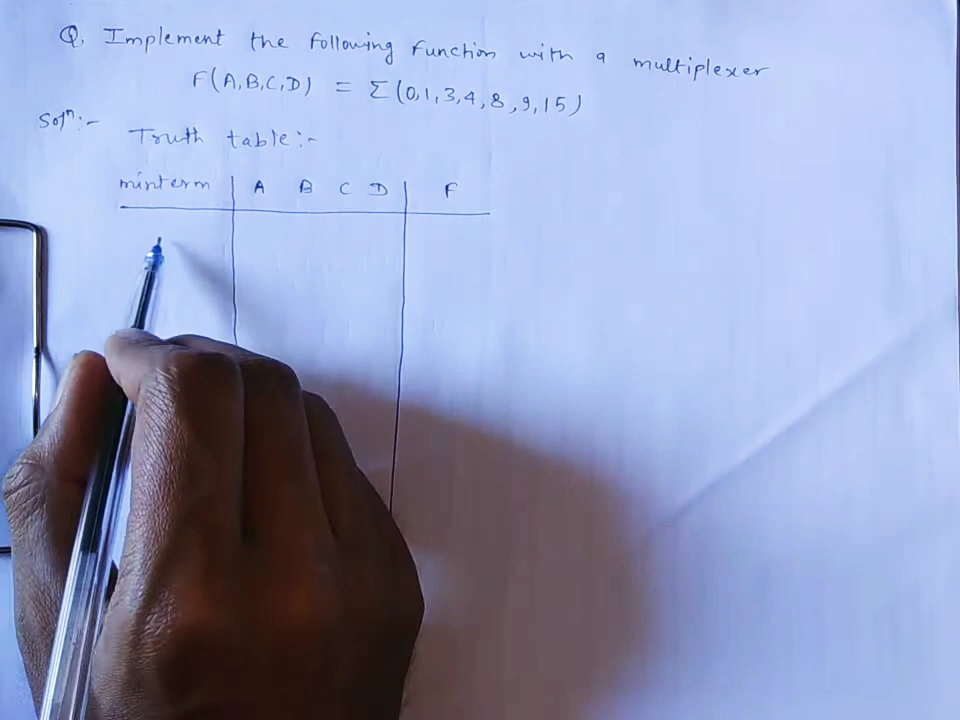 Q. Implement the following function with a multiplexer
F(A,B,C,D) = Σ(0,1,3,4,8,9,15)
Solⁿ:-
Truth table:-
minterm A B C D F